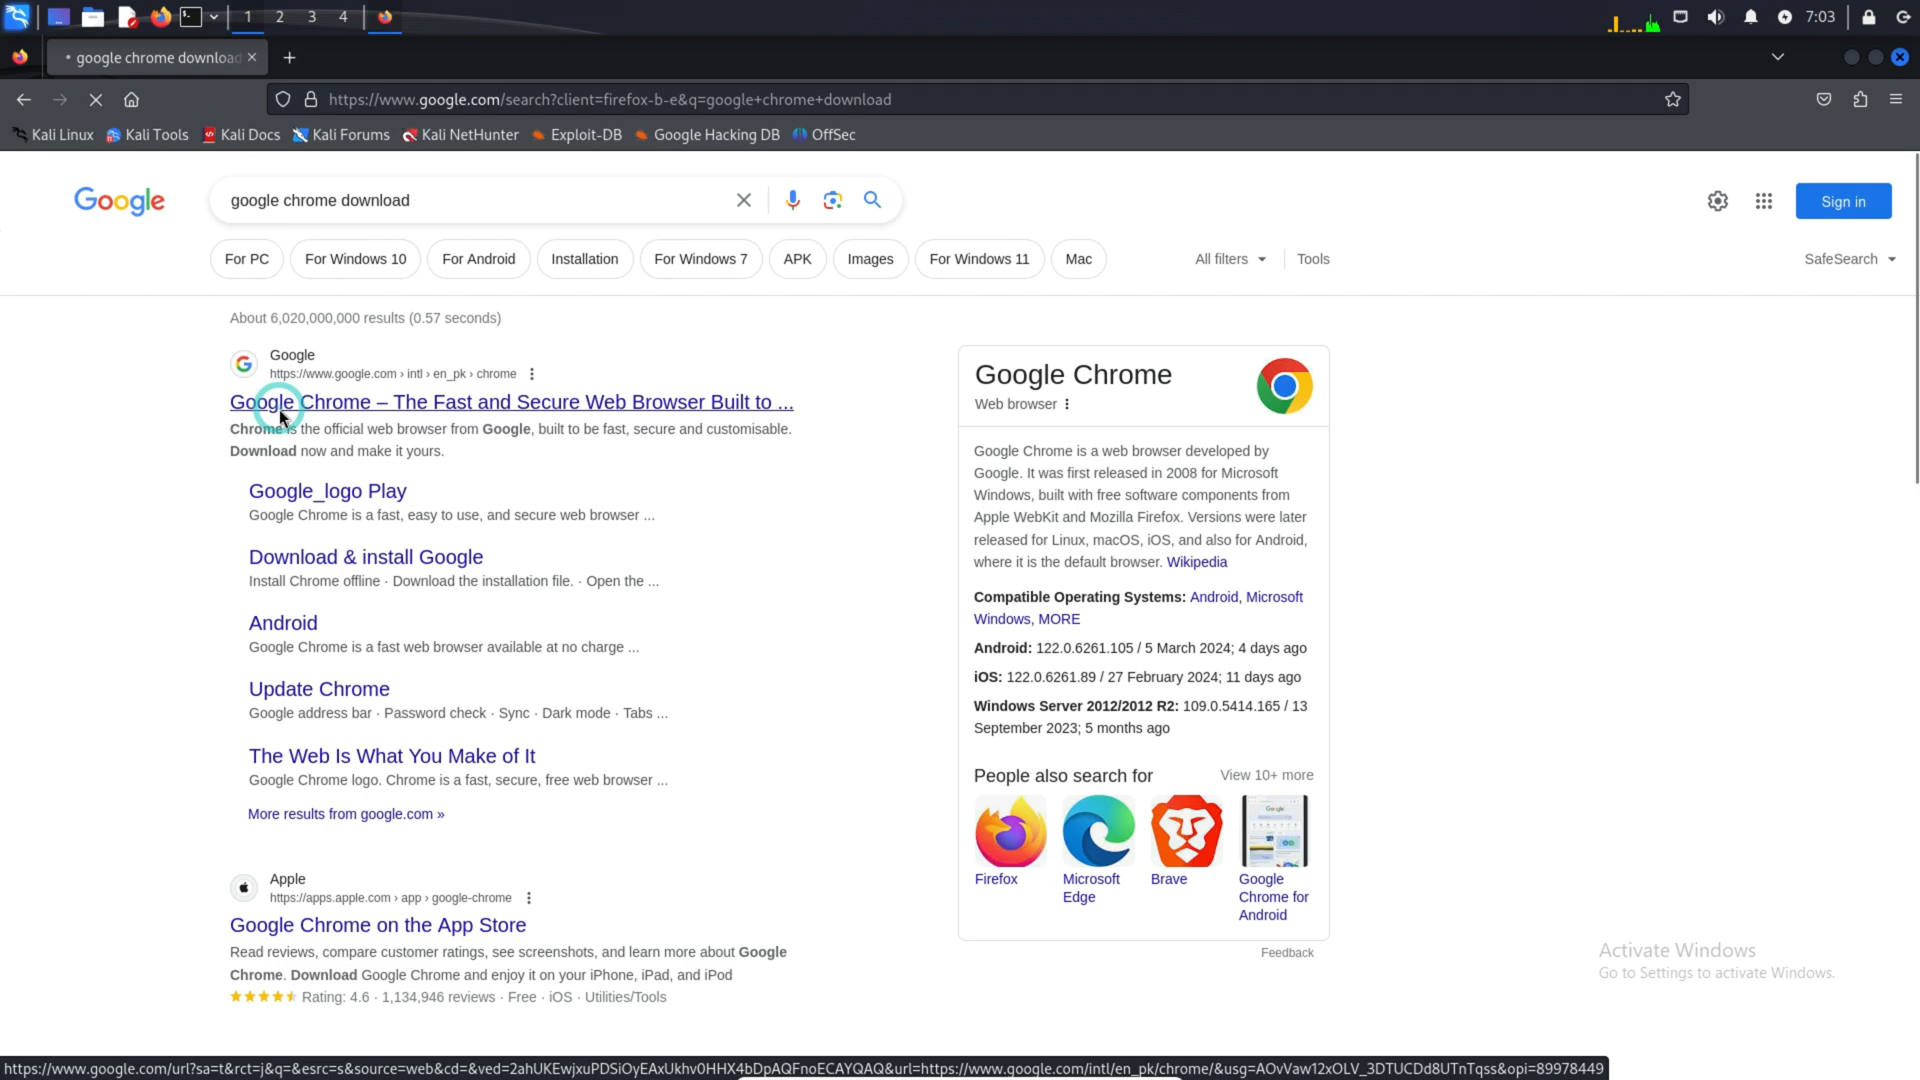 1 2 3 4
7:03
google chrome download
https://www.google.com/search?client=firefox-b-e&q=google+chrome+download
Kali Linux Kali Tools Kali Docs Kali Forums Kali NetHunter Exploit-DB Google Hacking DB OffSec
Google
google chrome download
Sign in
For PC For Windows 10 For Android Installation For Windows 7 APK Images For Windows 11 Mac All filters Tools SafeSearch
About 6,020,000,000 results (0.57 seconds)
Google
https://www.google.com › intl › en_pk › chrome
Google Chrome – The Fast and Secure Web Browser Built to ...
Chrome is the official web browser from Google, built to be fast, secure and customisable.
Download now and make it yours.
Google_logo Play
Google Chrome is a fast, easy to use, and secure web browser ...
Download & install Google
Install Chrome offline · Download the installation file. · Open the ...
Android
Google Chrome is a fast web browser available at no charge ...
Update Chrome
Google address bar · Password check · Sync · Dark mode · Tabs ...
The Web Is What You Make of It
Google Chrome logo. Chrome is a fast, secure, free web browser ...
More results from google.com »
Apple
https://apps.apple.com › app › google-chrome
Google Chrome on the App Store
Read reviews, compare customer ratings, see screenshots, and learn more about Google
Chrome. Download Google Chrome and enjoy it on your iPhone, iPad, and iPod
Rating: 4.6 · 1,134,946 reviews · Free · iOS · Utilities/Tools
Google Chrome
Web browser
Google Chrome is a web browser developed by
Google. It was first released in 2008 for Microsoft
Windows, built with free software components from
Apple WebKit and Mozilla Firefox. Versions were later
released for Linux, macOS, iOS, and also for Android,
where it is the default browser. Wikipedia
Compatible Operating Systems: Android, Microsoft
Windows, MORE
Android: 122.0.6261.105 / 5 March 2024; 4 days ago
iOS: 122.0.6261.89 / 27 February 2024; 11 days ago
Windows Server 2012/2012 R2: 109.0.5414.165 / 13
September 2023; 5 months ago
People also search for View 10+ more
Firefox
Microsoft
Edge
Brave
Google
Chrome for
Android
Feedback
Activate Windows
Go to Settings to activate Windows.
https://www.google.com/url?sa=t&rct=j&q=&esrc=s&source=web&cd=&ved=2ahUKEwjxuPDSiOyEAxUkhv0HHX4bDpAQFnoECAYQAQ&url=https://www.google.com/intl/en_pk/chrome/&usg=AOvVaw12xOLV_3DTUCDd8UTnTqss&opi=89978449